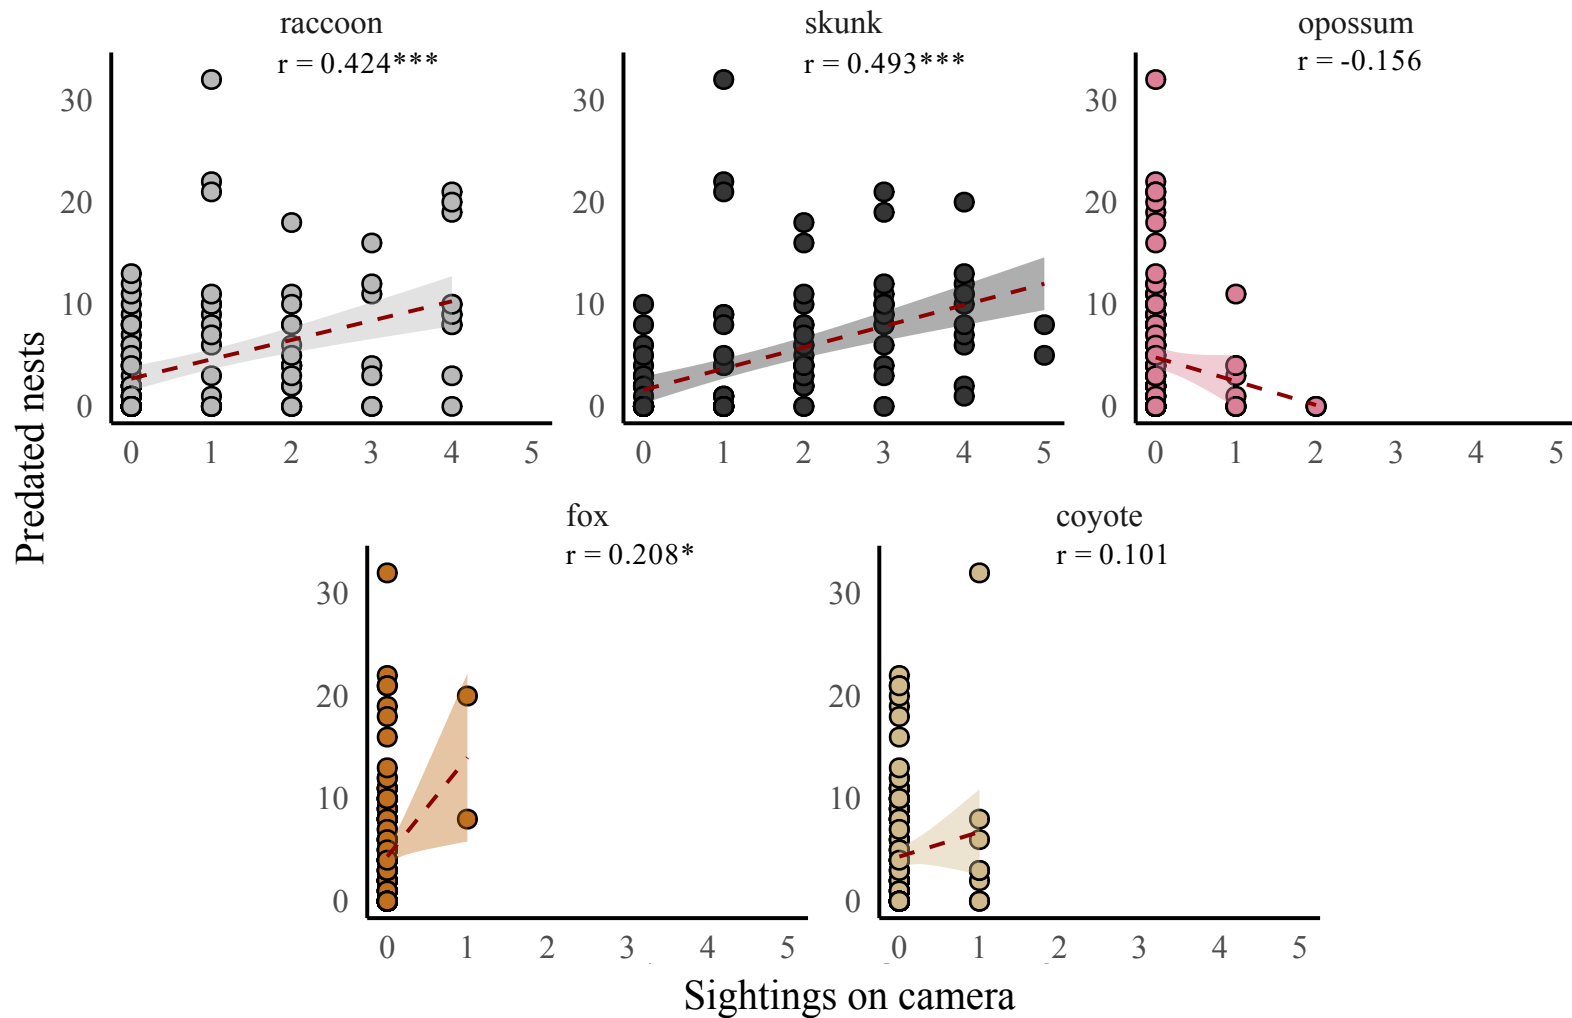 raccoon
r = 0.424***
skunk
r = 0.493***
opossum
r = -0.156
30
20
10
0
0 1 2 3 4 5
30
20
10
0
0 1 2 3 4 5
30
20
10
0
0 1 2 3 4 5
Predated nests
fox
r = 0.208*
coyote
r = 0.101
30
20
10
0
0 1 2 3 4 5
30
20
10
0
0 1 2 3 4 5
Sightings on camera